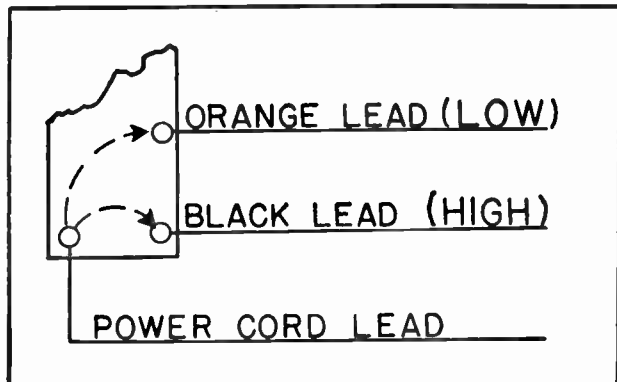 ORANGE LEAD (LOW)
BLACK LEAD (HIGH)
POWER CORD LEAD